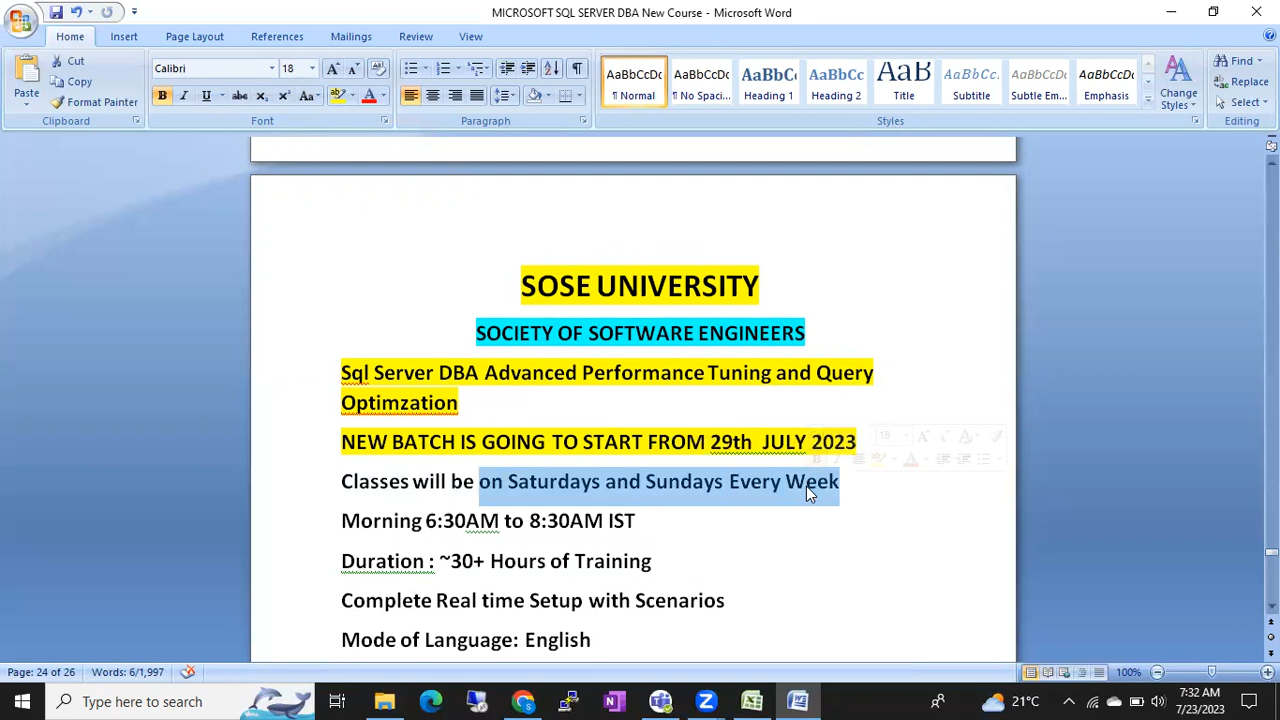 MICROSOFT SQL SERVER DBA New Course - Microsoft Word
Home Insert Page Layout References Mailings Review View
Paste
Cut
Copy
Format Painter
Clipboard
Calibri 18
Font
Paragraph
AaBbCcDc AaBbCcDc AaBbCc AaBbCc AaB AaBbCc. AaBbCcDc AaBbCcDc
¶ Normal ¶ No Spaci... Heading 1 Heading 2 Title Subtitle Subtle Em... Emphasis
Styles
Change
Styles
Find
Replace
Select
Editing
SOSE UNIVERSITY
SOCIETY OF SOFTWARE ENGINEERS
Sql Server DBA Advanced Performance Tuning and Query
Optimzation
NEW BATCH IS GOING TO START FROM 29th JULY 2023
Classes will be on Saturdays and Sundays Every Week
Morning 6:30AM to 8:30AM IST
Duration : ~30+ Hours of Training
Complete Real time Setup with Scenarios
Mode of Language: English
Page: 24 of 26 Words: 6/1,997 100%
Type here to search 21°C 7:32 AM
7/23/2023